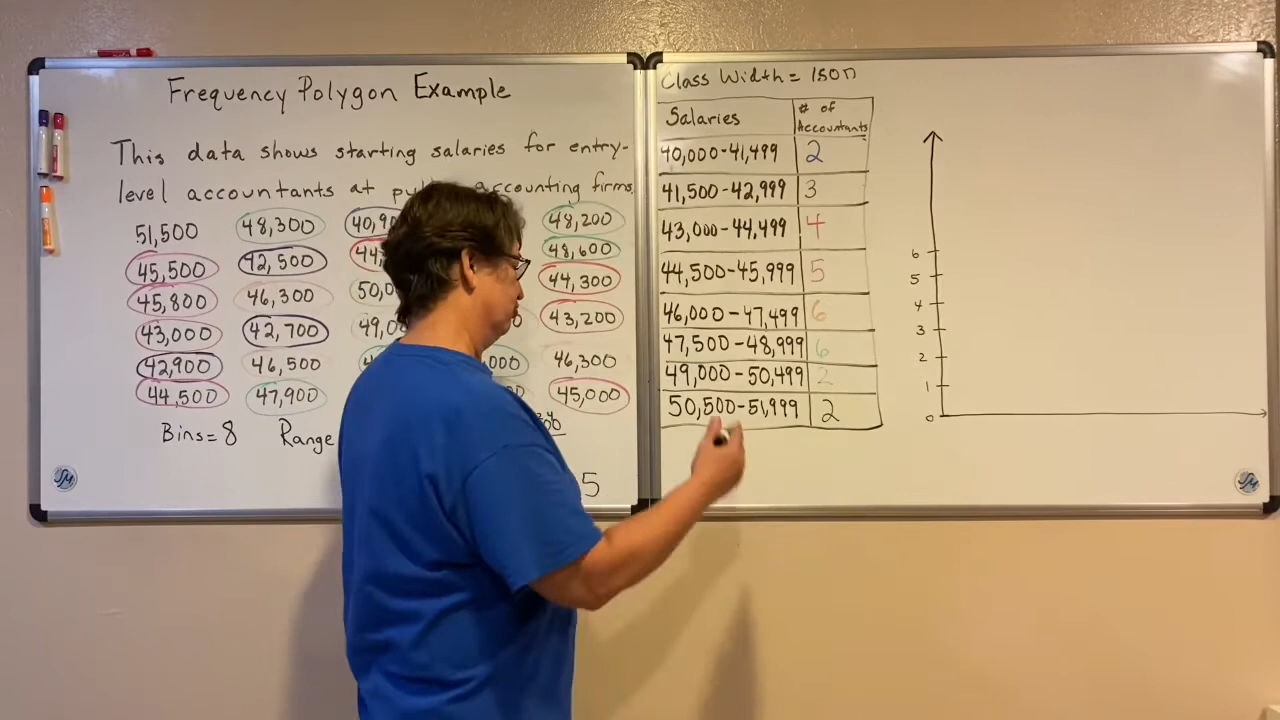 Frequency Polygon Example
This data shows starting salaries for entry-
level accountants at accounting firms.
51,500 48,300 48,200
45,500 42,500 48,600
45,800 46,300 44,300
43,000 42,700 43,200
42,900 46,500 46,300
44,500 47,900 45,000
Bins=8 Range
5
Class Width = 1500
Salaries # of Accountants
40,000-41,499 2
41,500-42,999 3
43,000-44,499 4
44,500-45,999 5
46,000-47,499 6
47,500-48,999 6
49,000-50,499 2
50,500-51,999 2
6
5
4
3
2
1
0